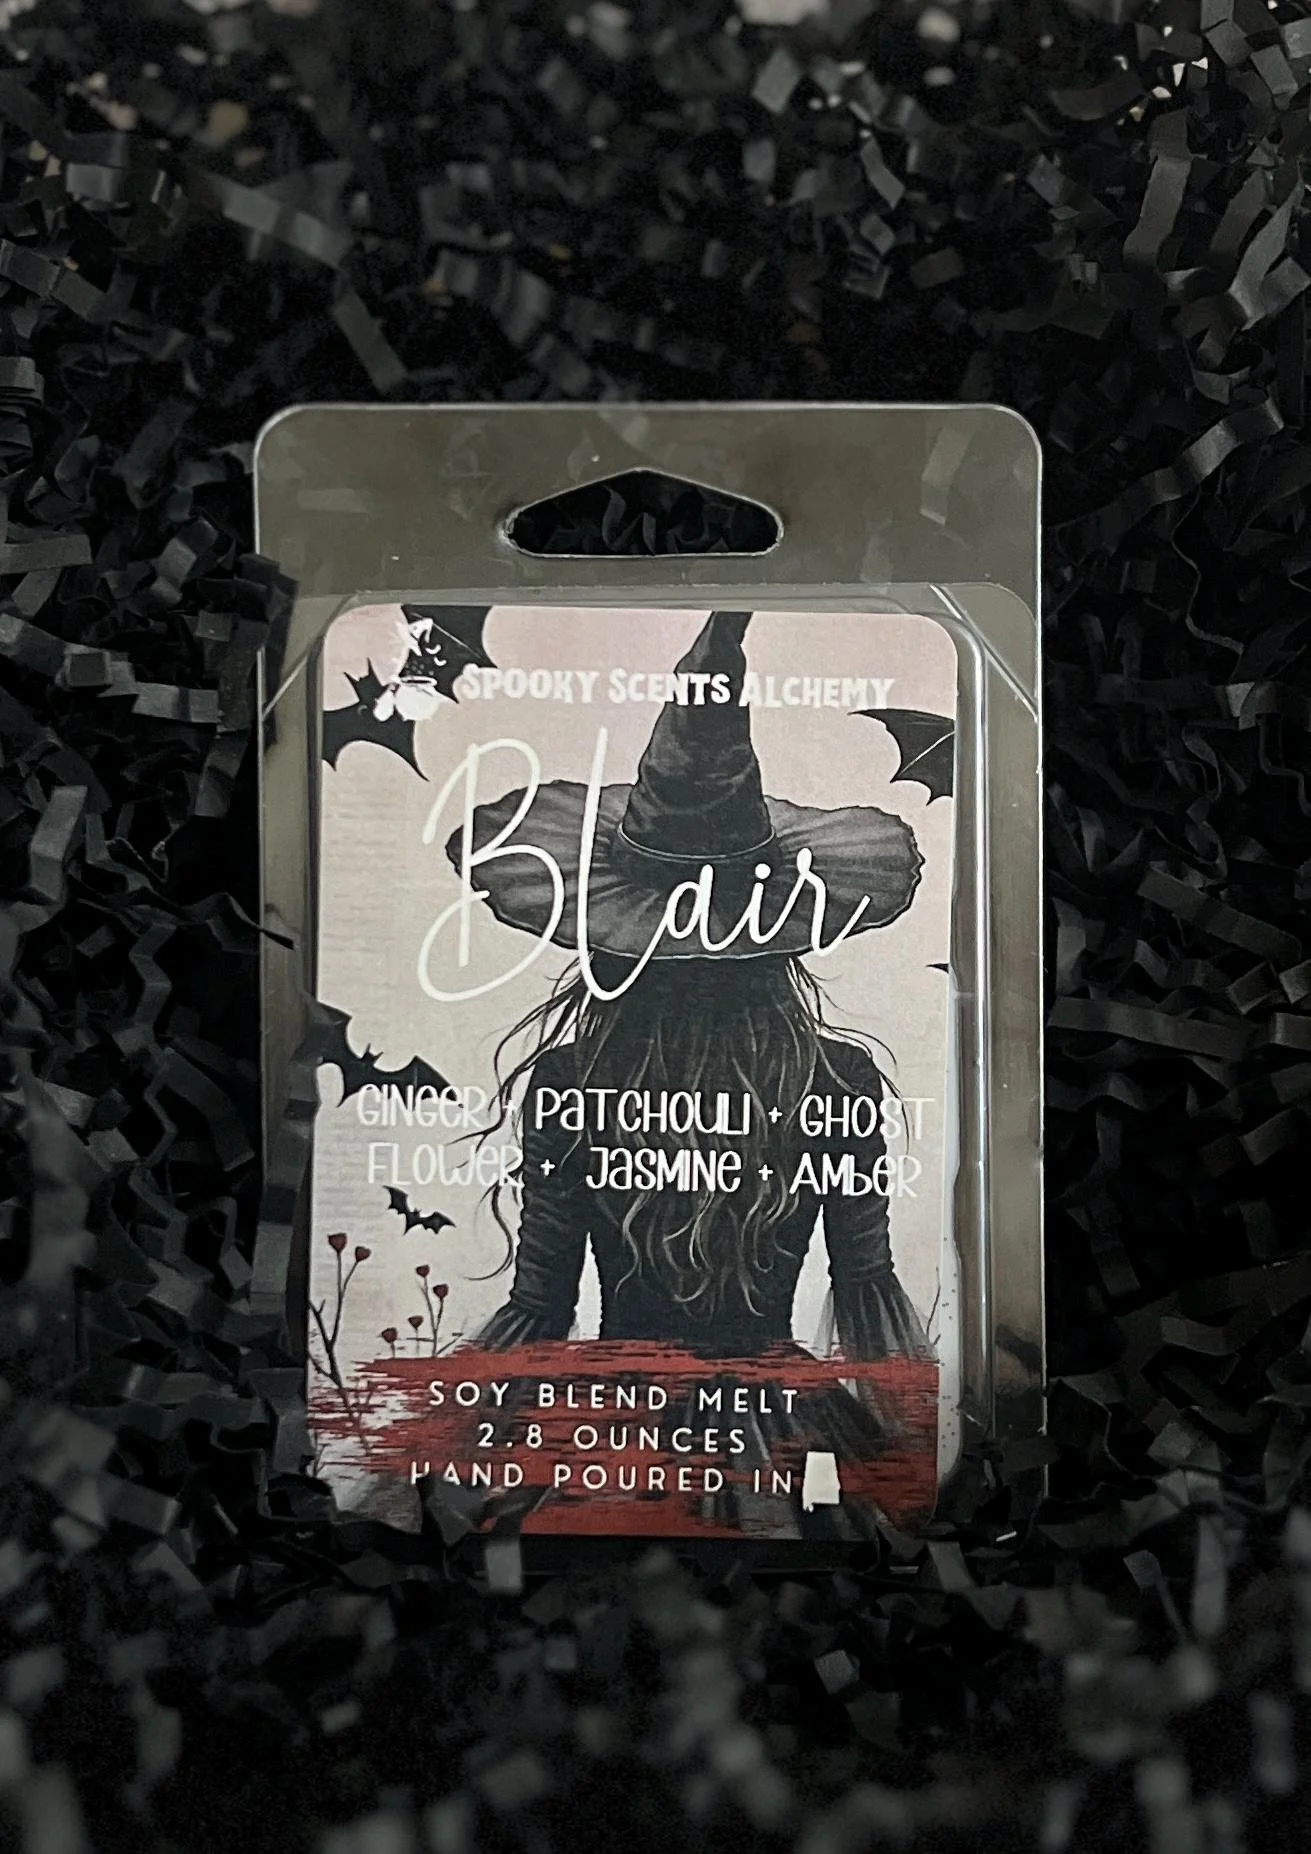 SPOOKY SCENTS ALCHEMY
Blair
GINGER + PATCHOULI + GHOST
FLOWER + JASMINE + AMBER
SOY BLEND MELT
2.8 OUNCES
HAND POURED IN